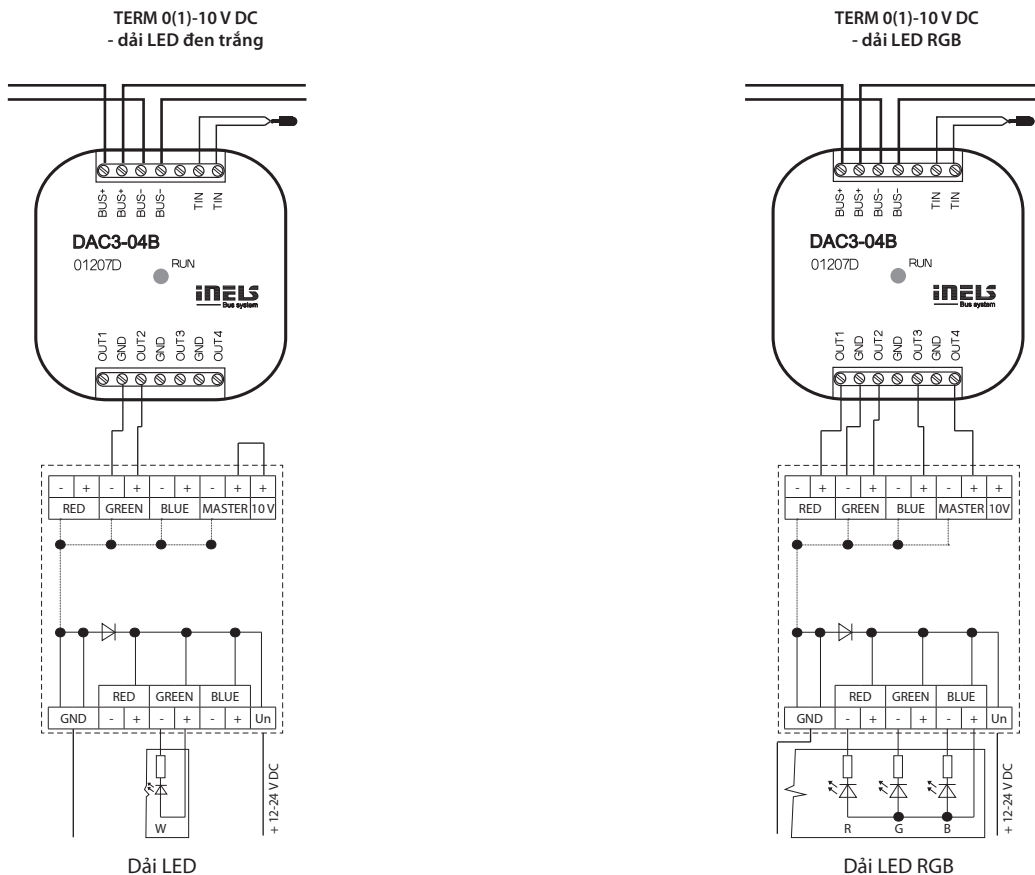 TERM 0(1)-10 V DC
- dải LED đen trắng
BUS+ BUS+ BUS- BUS- TIN TIN
DAC3-04B
01207D RUN
iNELS
Bus system
OUT1 GND OUT2 GND OUT3 GND OUT4
- + - + - + - + +
RED GREEN BLUE MASTER 10 V
RED GREEN BLUE
GND - + - + - + Un
W
+ 12-24 V DC
Dải LED
TERM 0(1)-10 V DC
- dải LED RGB
BUS+ BUS+ BUS- BUS- TIN TIN
DAC3-04B
01207D RUN
iNELS
Bus system
OUT1 GND OUT2 GND OUT3 GND OUT4
- + - + - + - + +
RED GREEN BLUE MASTER 10V
RED GREEN BLUE
GND - + - + - + Un
R G B
+ 12-24 V DC
Dải LED RGB